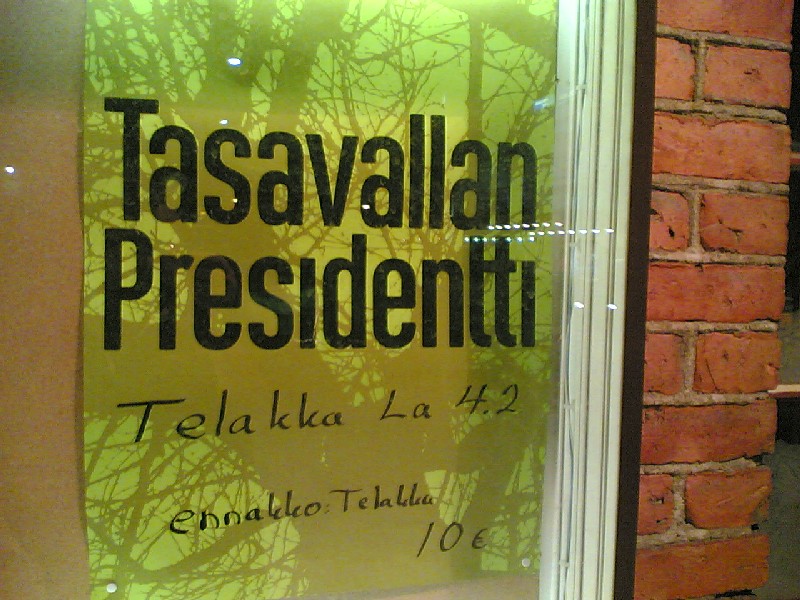 Tasavallan
Presidentti
Telakka La 4.2
ennakko: Telakka
10 €